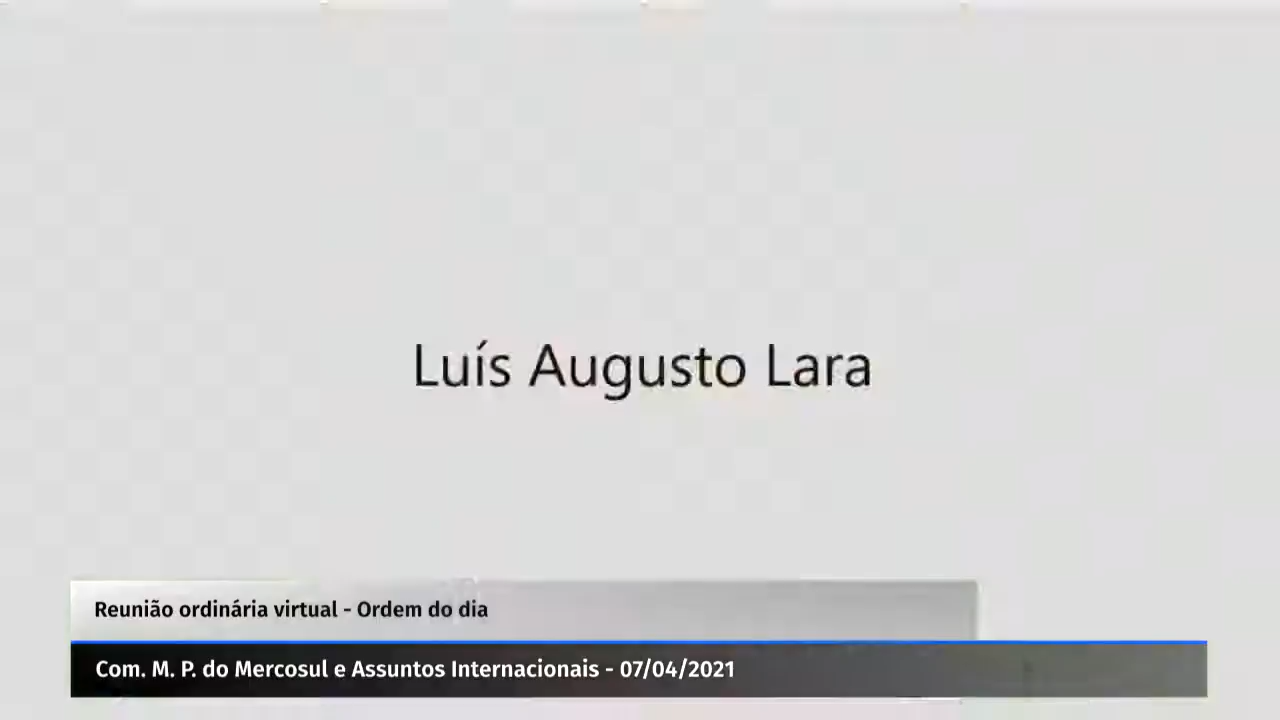 Luís Augusto Lara
Reunião ordinária virtual - Ordem do dia
Com. M. P. do Mercosul e Assuntos Internacionais - 07/04/2021